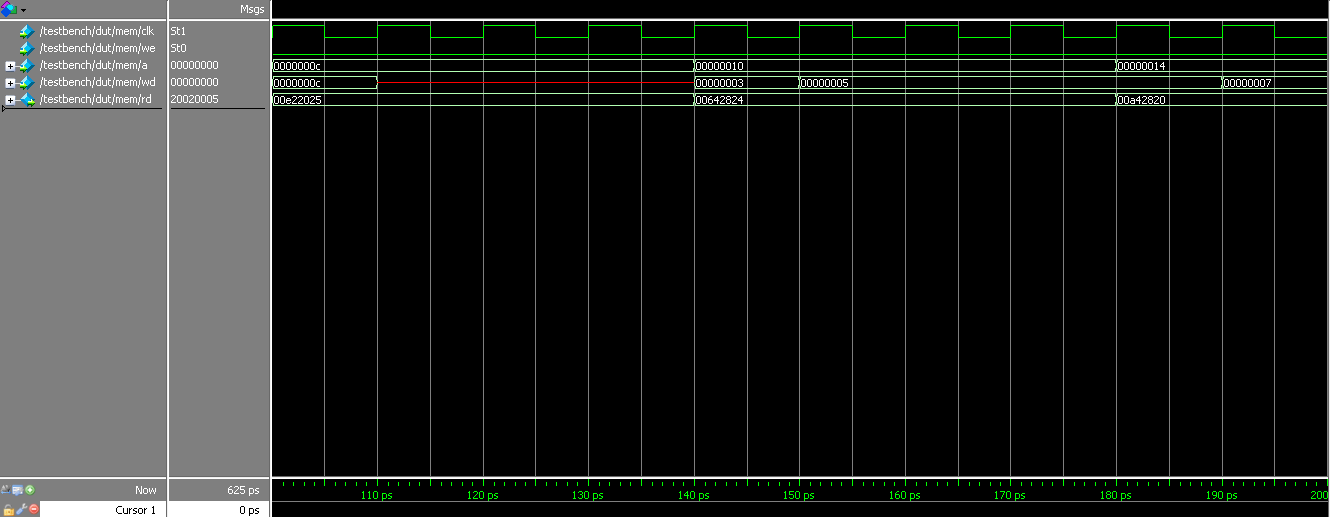 Msgs
/testbench/dut/mem/clk St1
/testbench/dut/mem/we St0
/testbench/dut/mem/a 00000000 0000000c 00000010 00000014
/testbench/dut/mem/wd 00000000 0000000c 00000003 00000005 00000007
/testbench/dut/mem/rd 20020005 00e22025 00642824 00a42820
Now 625 ps 110 ps 120 ps 130 ps 140 ps 150 ps 160 ps 170 ps 180 ps 190 ps 200
Cursor 1 0 ps